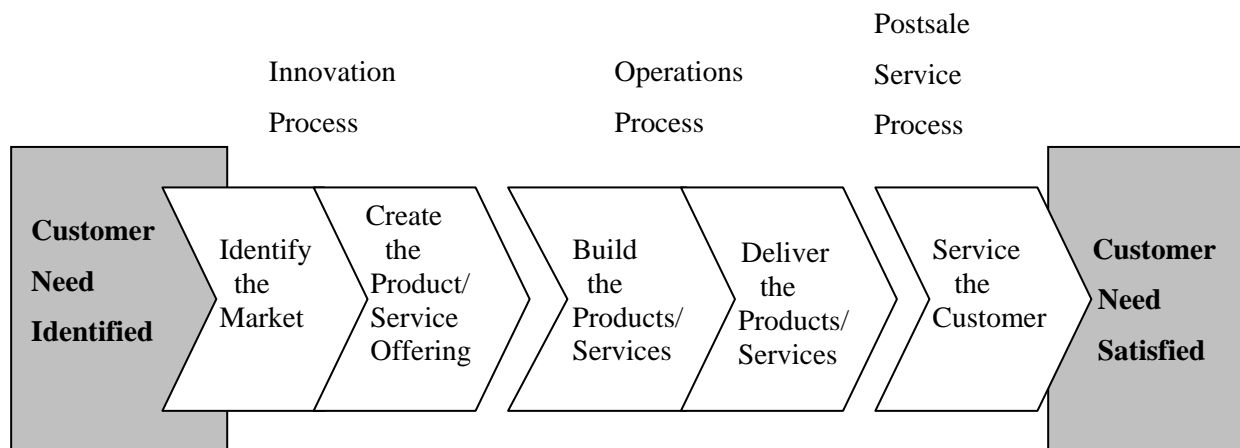 Innovation
Process
Operations
Process
Postsale
Service
Process
Customer
Need
Identified
Identify
the
Market
Create
the
Product/
Service
Offering
Build
the
Products/
Services
Deliver
the
Products/
Services
Service
the
Customer
Customer
Need
Satisfied